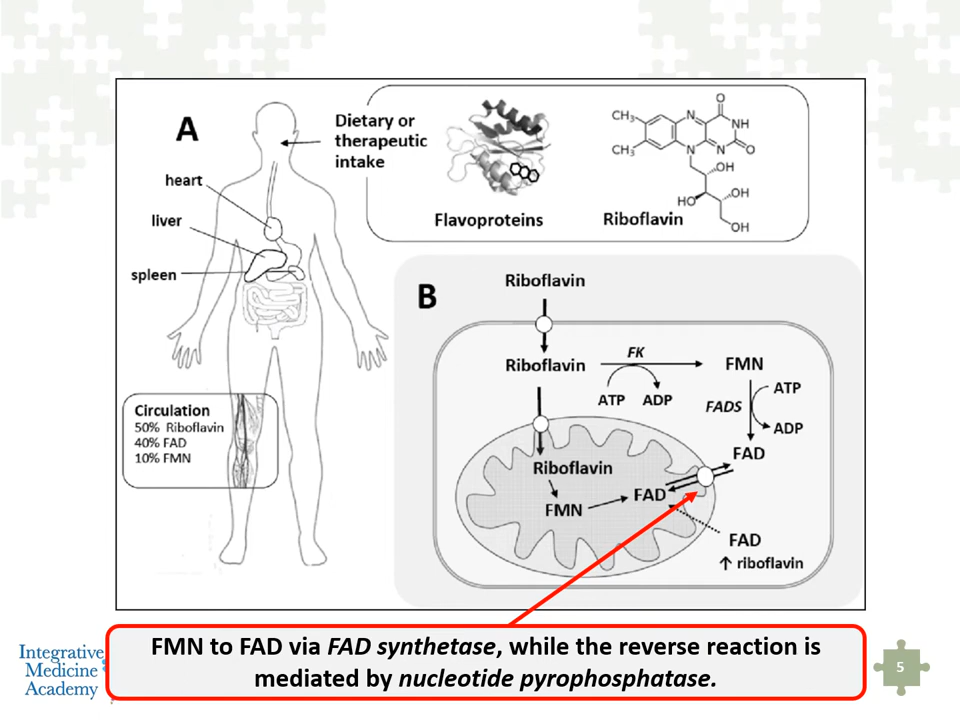 A
Dietary or
therapeutic
intake
heart
liver
spleen
Circulation
50% Riboflavin
40% FAD
10% FMN
Flavoproteins
Riboflavin
O
CH₃
N
NH
CH₃
N
N
O
OH
OH
HO
OH
B
Riboflavin
Riboflavin
FK
FMN
ATP
ADP
FADS
ATP
ADP
FAD
Riboflavin
FMN
FAD
FAD
↑ riboflavin
FMN to FAD via FAD synthetase, while the reverse reaction is
mediated by nucleotide pyrophosphatase.
Integrative
Medicine
Academy
5